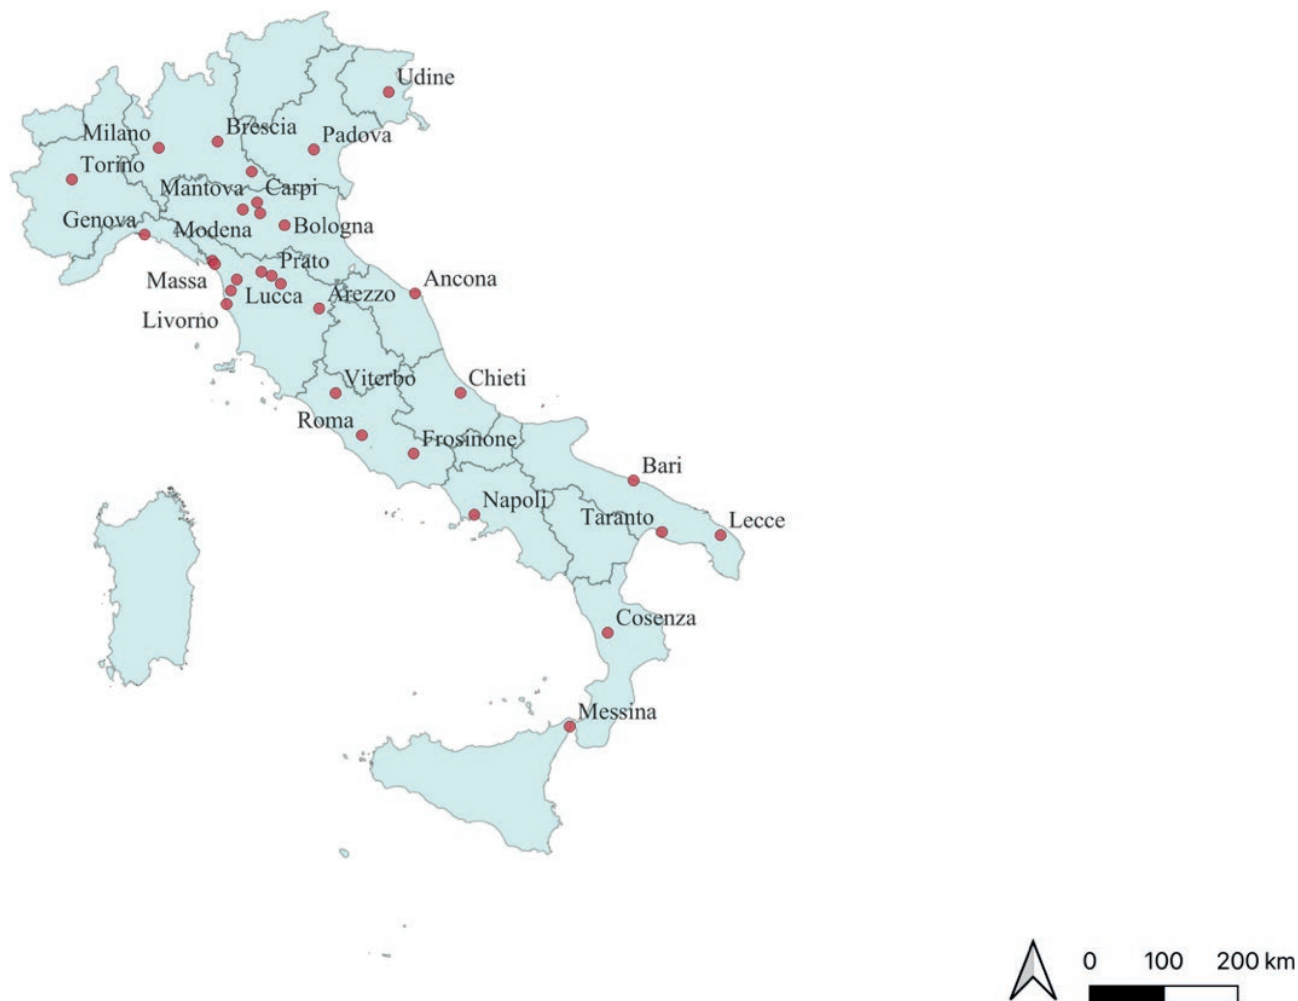 Udine
Brescia
Milano
Padova
Torino
Mantova
Carpi
Genova
Modena
Bologna
Prato
Massa
Ancona
Lucca
Arezzo
Livorno
Viterbo
Chieti
Roma
Frosinone
Bari
Napoli
Taranto
Lecce
Cosenza
Messina
0 100 200 km